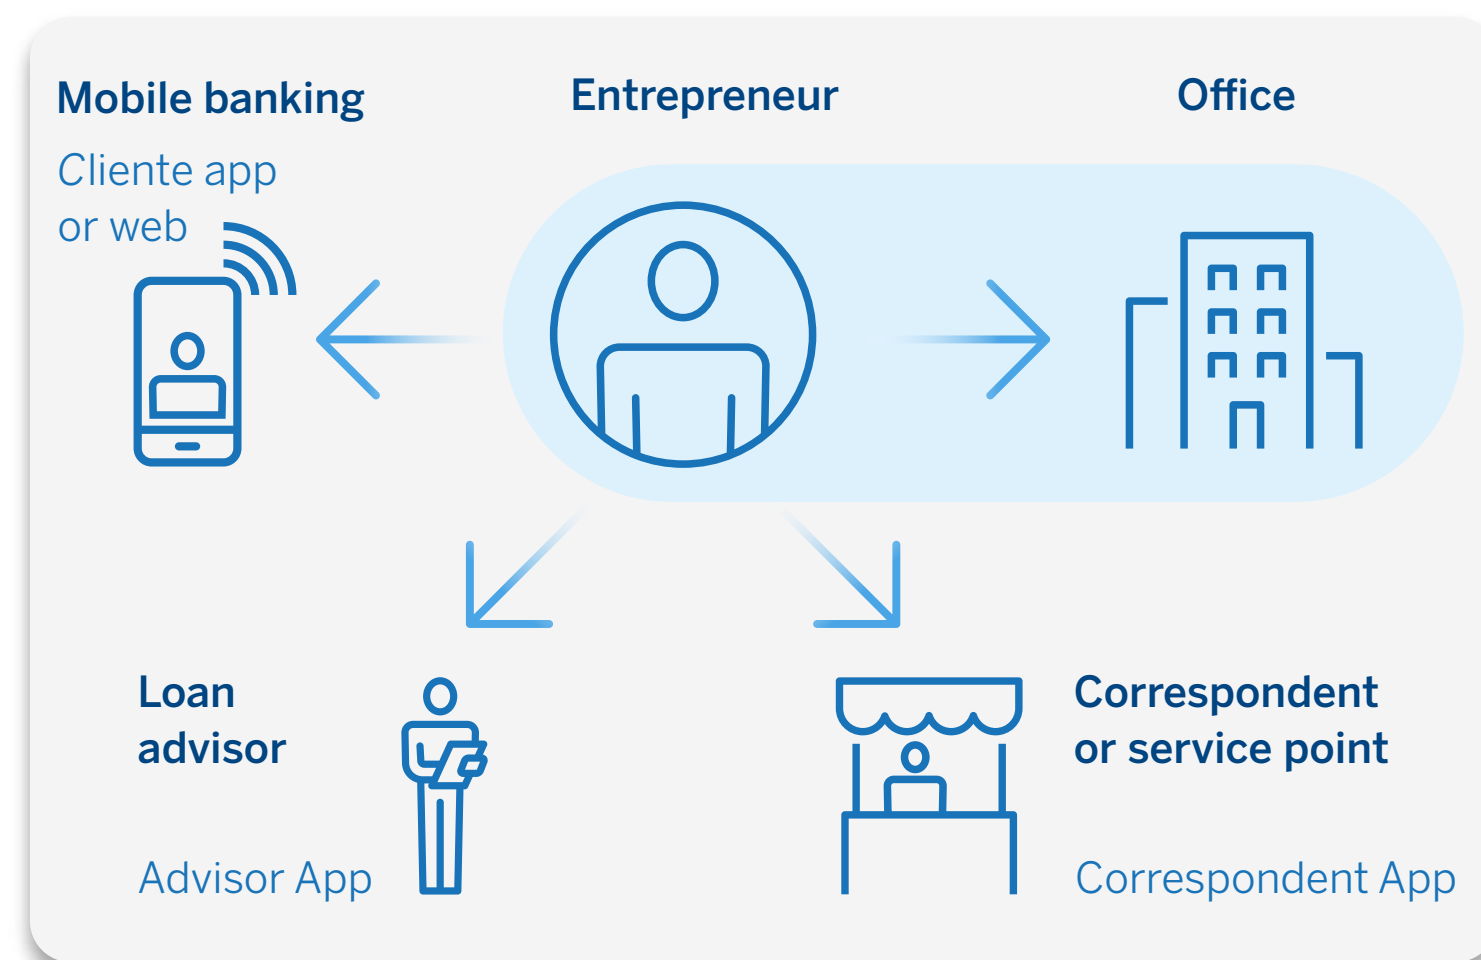 Mobile banking
Cliente app
or web
Entrepreneur
Office
Loan
advisor
Advisor App
Correspondent
or service point
Correspondent App